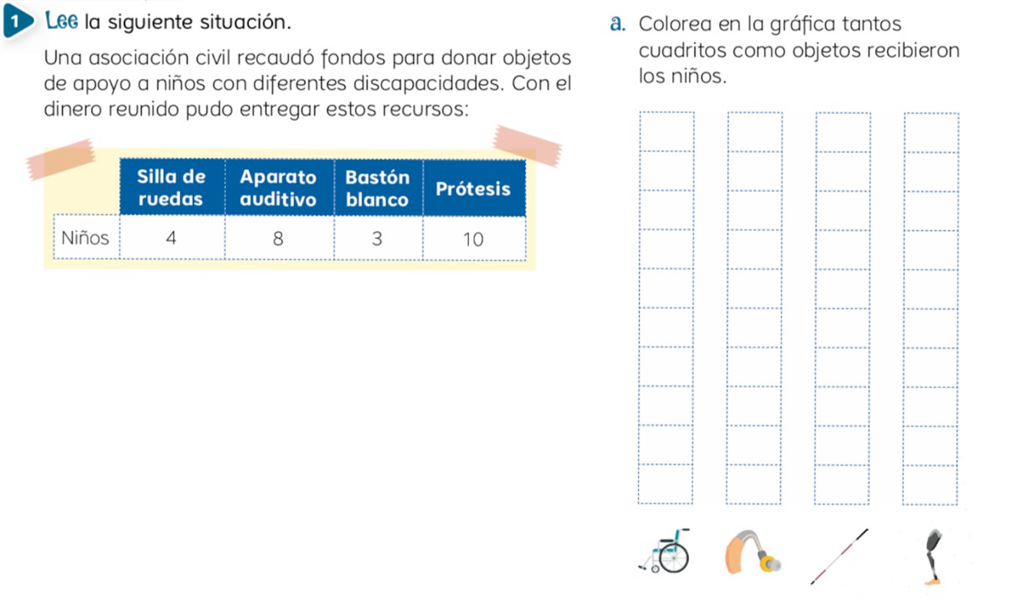 1 Lee la siguiente situación.
Una asociación civil recaudó fondos para donar objetos
de apoyo a niños con diferentes discapacidades. Con el
dinero reunido pudo entregar estos recursos:
Silla de ruedas Aparato auditivo Bastón blanco Prótesis
Niños 4 8 3 10
a. Colorea en la gráfica tantos
cuadritos como objetos recibieron
los niños.